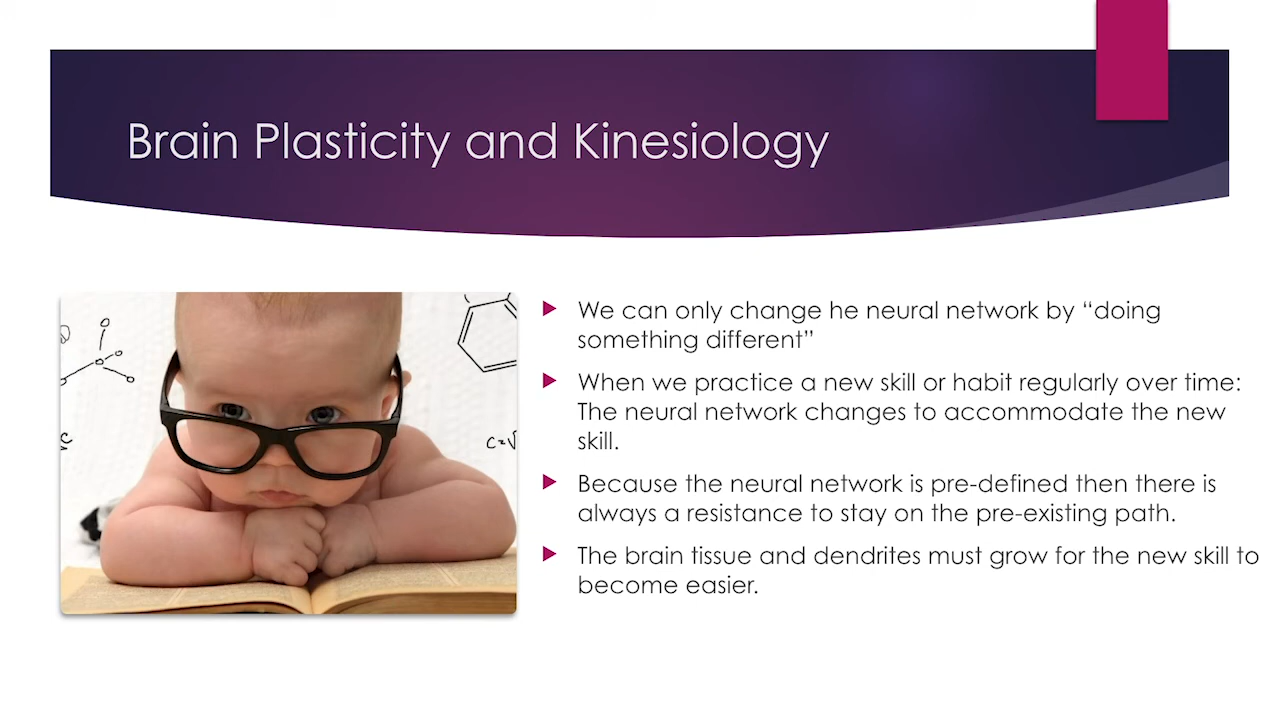 Brain Plasticity and Kinesiology
We can only change he neural network by “doing
something different”
When we practice a new skill or habit regularly over time:
The neural network changes to accommodate the new
skill.
Because the neural network is pre-defined then there is
always a resistance to stay on the pre-existing path.
The brain tissue and dendrites must grow for the new skill to
become easier.